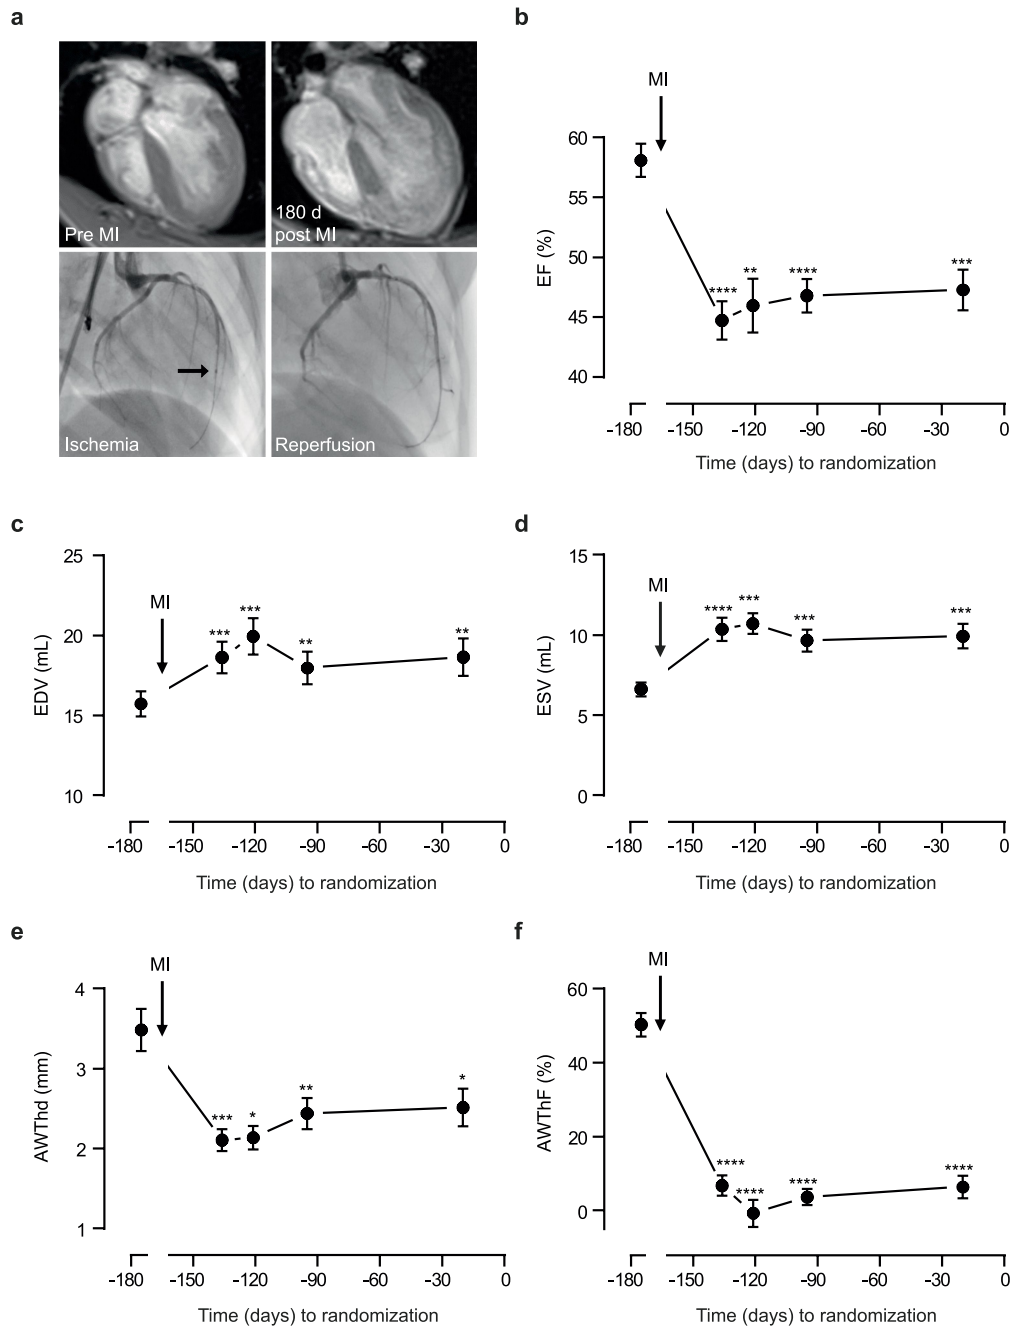 a
Pre MI
180 d
post MI
Ischemia
Reperfusion
b
MI
60
55
50
45
40
EF (%)
**** ** **** ***
-180 -150 -120 -90 -60 -30 0
Time (days) to randomization
c
MI
25
20
15
10
EDV (mL)
*** *** ** **
-180 -150 -120 -90 -60 -30 0
Time (days) to randomization
d
MI
15
10
5
0
ESV (mL)
**** *** *** ***
-180 -150 -120 -90 -60 -30 0
Time (days) to randomization
e
MI
4
3
2
1
AWThd (mm)
*** * ** *
-180 -150 -120 -90 -60 -30 0
Time (days) to randomization
f
MI
60
40
20
0
AWThF (%)
**** **** **** ****
-180 -150 -120 -90 -60 -30 0
Time (days) to randomization